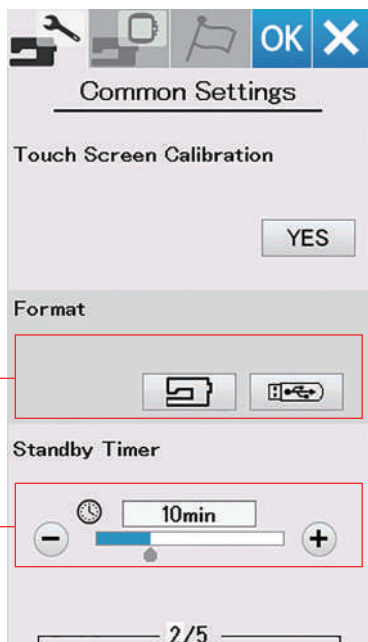 OK
Common Settings
Touch Screen Calibration
YES
Format
Standby Timer
10min
2/5